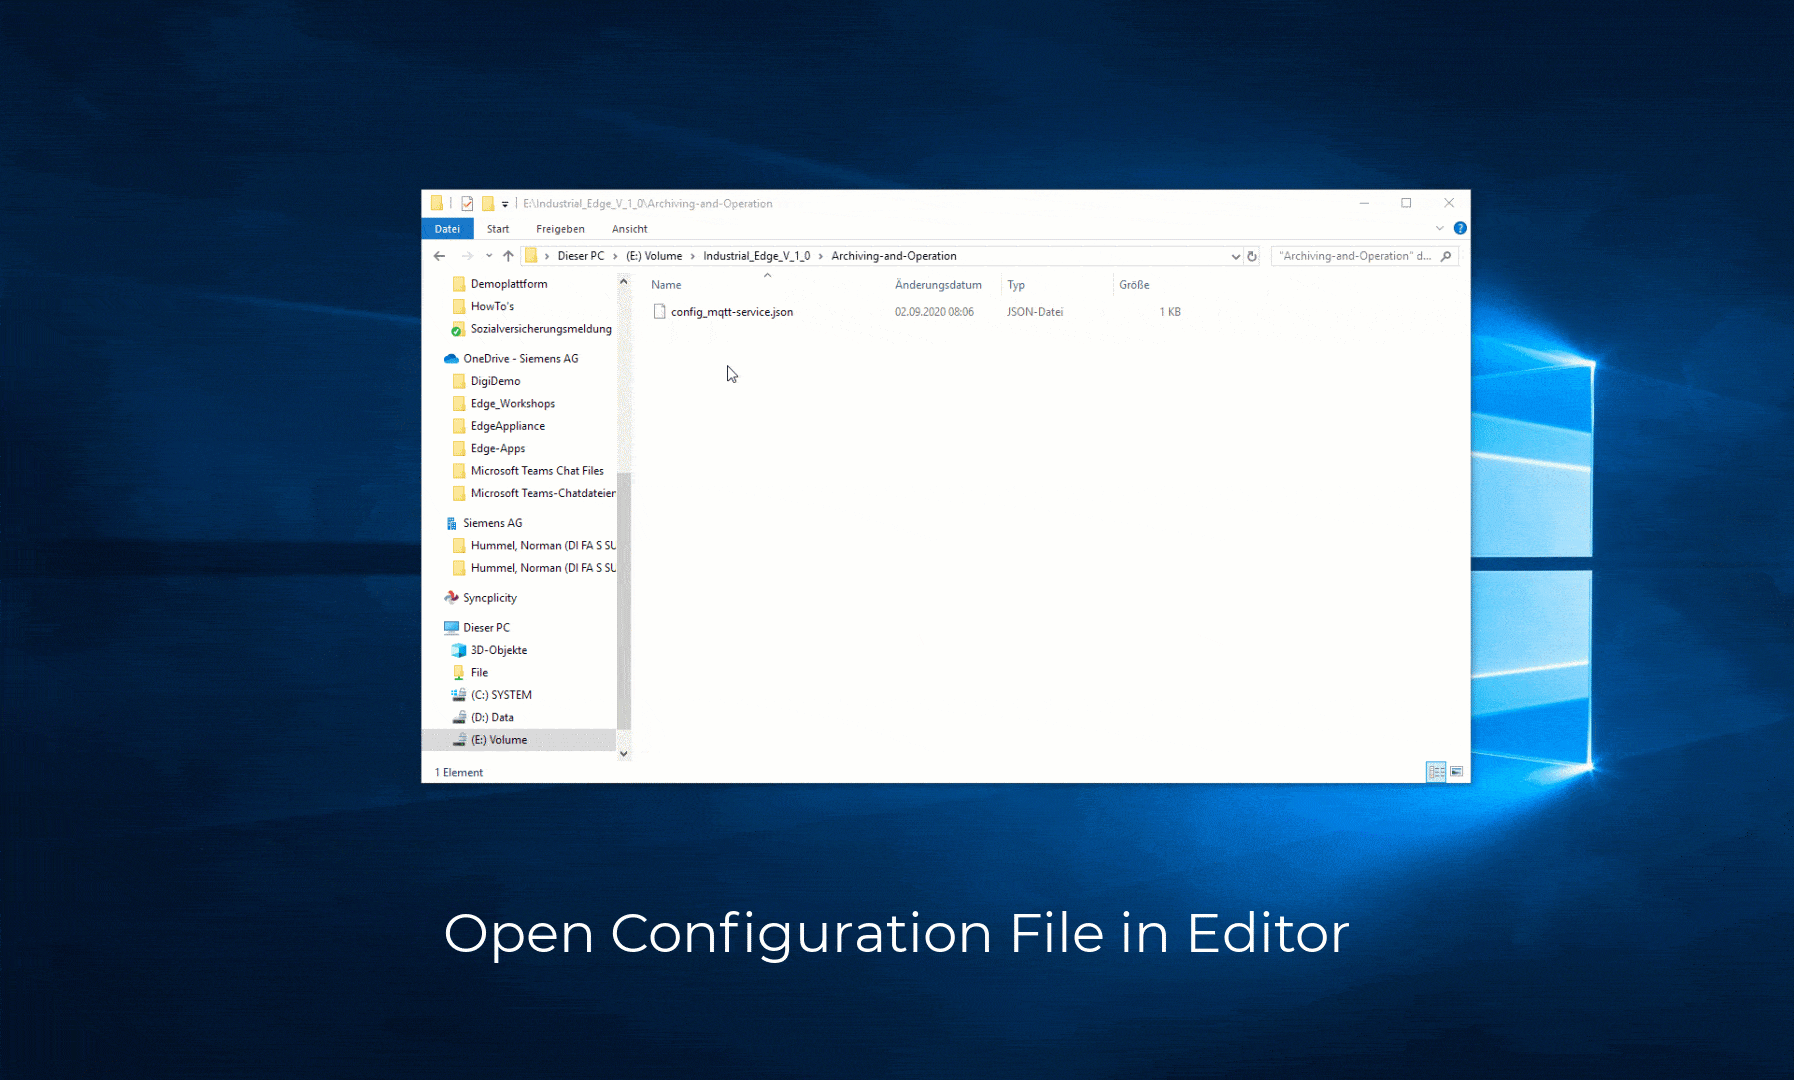 E:\Industrial_Edge_V_1_0\Archiving-and-Operation
Datei Start Freigeben Ansicht
Dieser PC (E:) Volume Industrial_Edge_V_1_0 Archiving-and-Operation
"Archiving-and-Operation" d...
Demoplattform
HowTo's
Sozialversicherungsmeldung
OneDrive - Siemens AG
DigiDemo
Edge_Workshops
EdgeAppliance
Edge-Apps
Microsoft Teams Chat Files
Microsoft Teams-Chatdateier
Siemens AG
Hummel, Norman (DI FA S SU
Hummel, Norman (DI FA S SU
Syncplicity
Dieser PC
3D-Objekte
File
(C:) SYSTEM
(D:) Data
(E:) Volume
Name Änderungsdatum Typ Größe
config_mqtt-service.json 02.09.2020 08:06 JSON-Datei 1 KB
1 Element
Open Configuration File in Editor